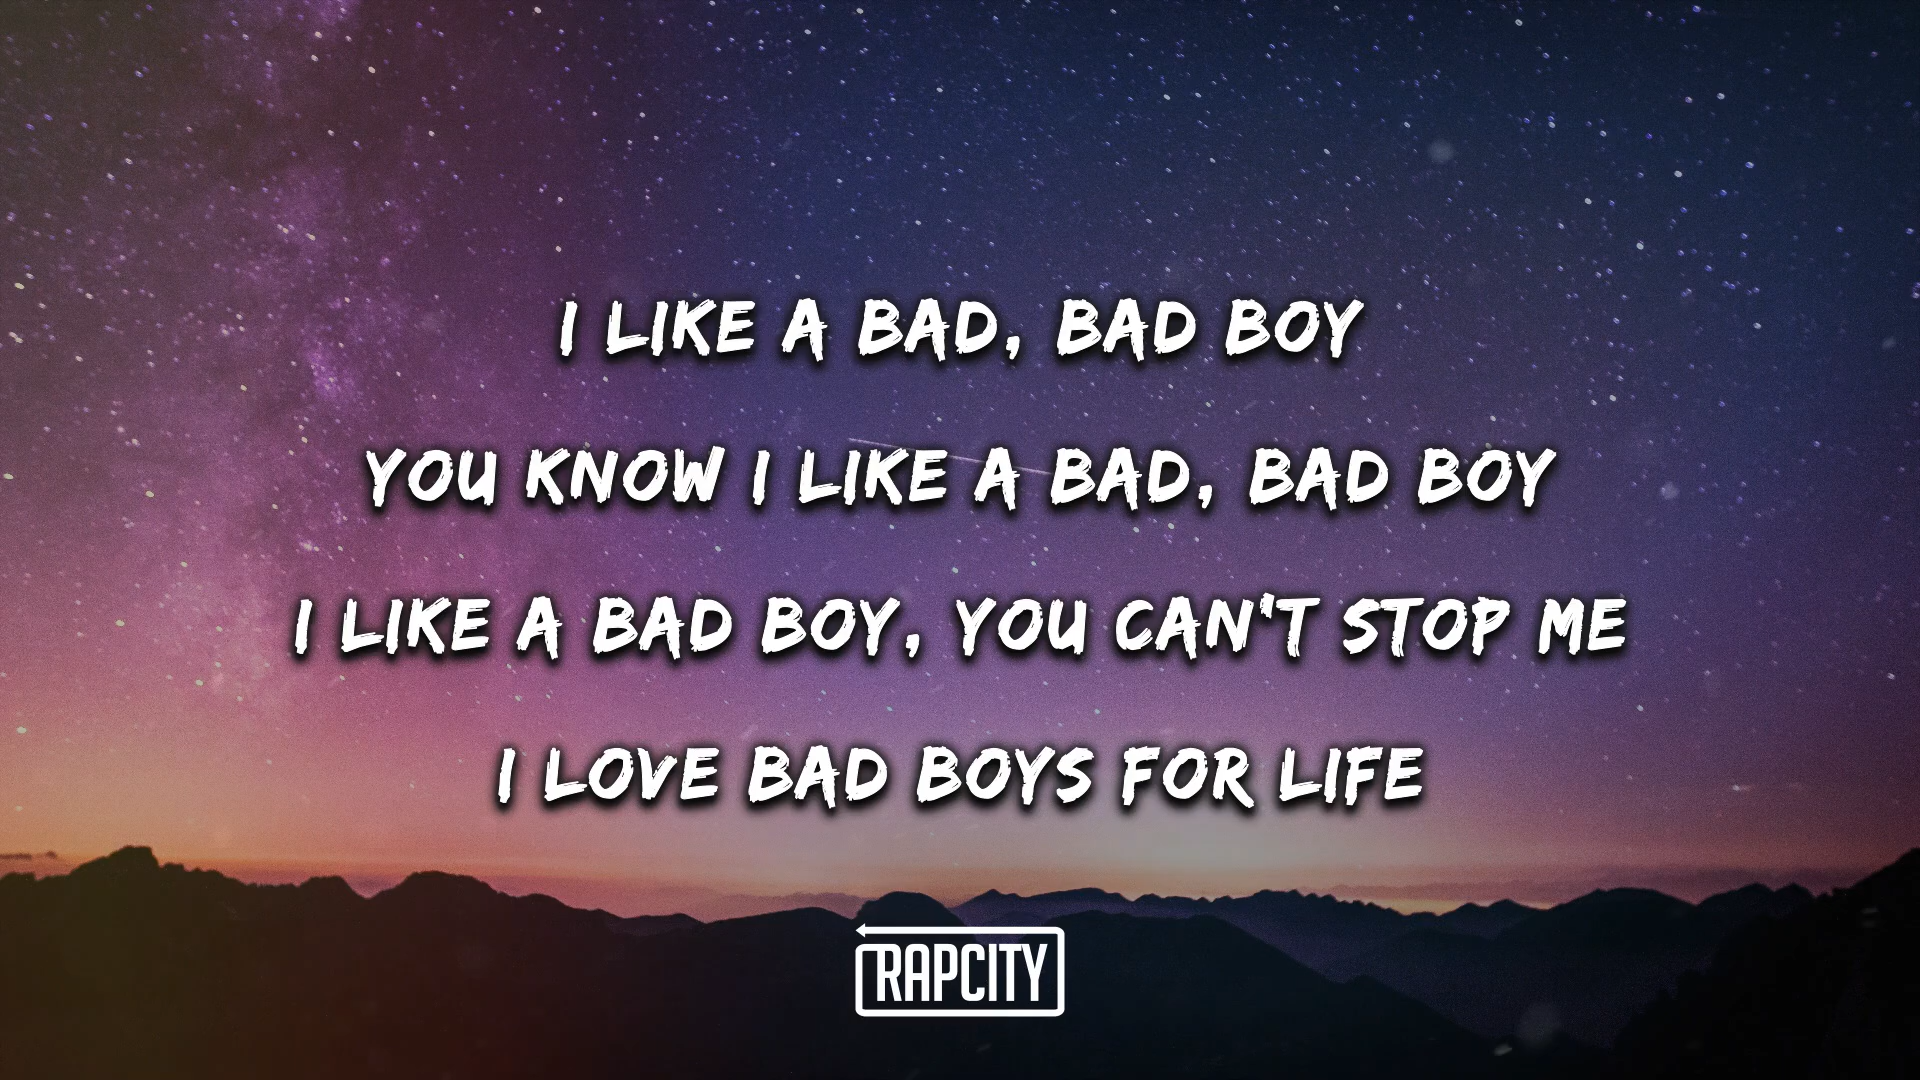 I LIKE A BAD, BAD BOY
YOU KNOW I LIKE A BAD, BAD BOY
I LIKE A BAD BOY, YOU CAN'T STOP ME
I LOVE BAD BOYS FOR LIFE
RAPCITY